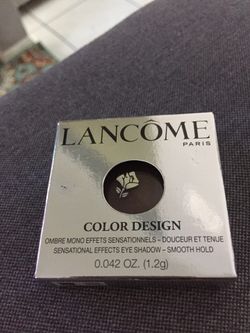 LANCÔME
PARIS
COLOR DESIGN
OMBRE MONO EFFETS SENSATIONNELS – DOUCEUR ET TENUE
SENSATIONAL EFFECTS EYE SHADOW – SMOOTH HOLD
0.042 OZ. (1.2g)